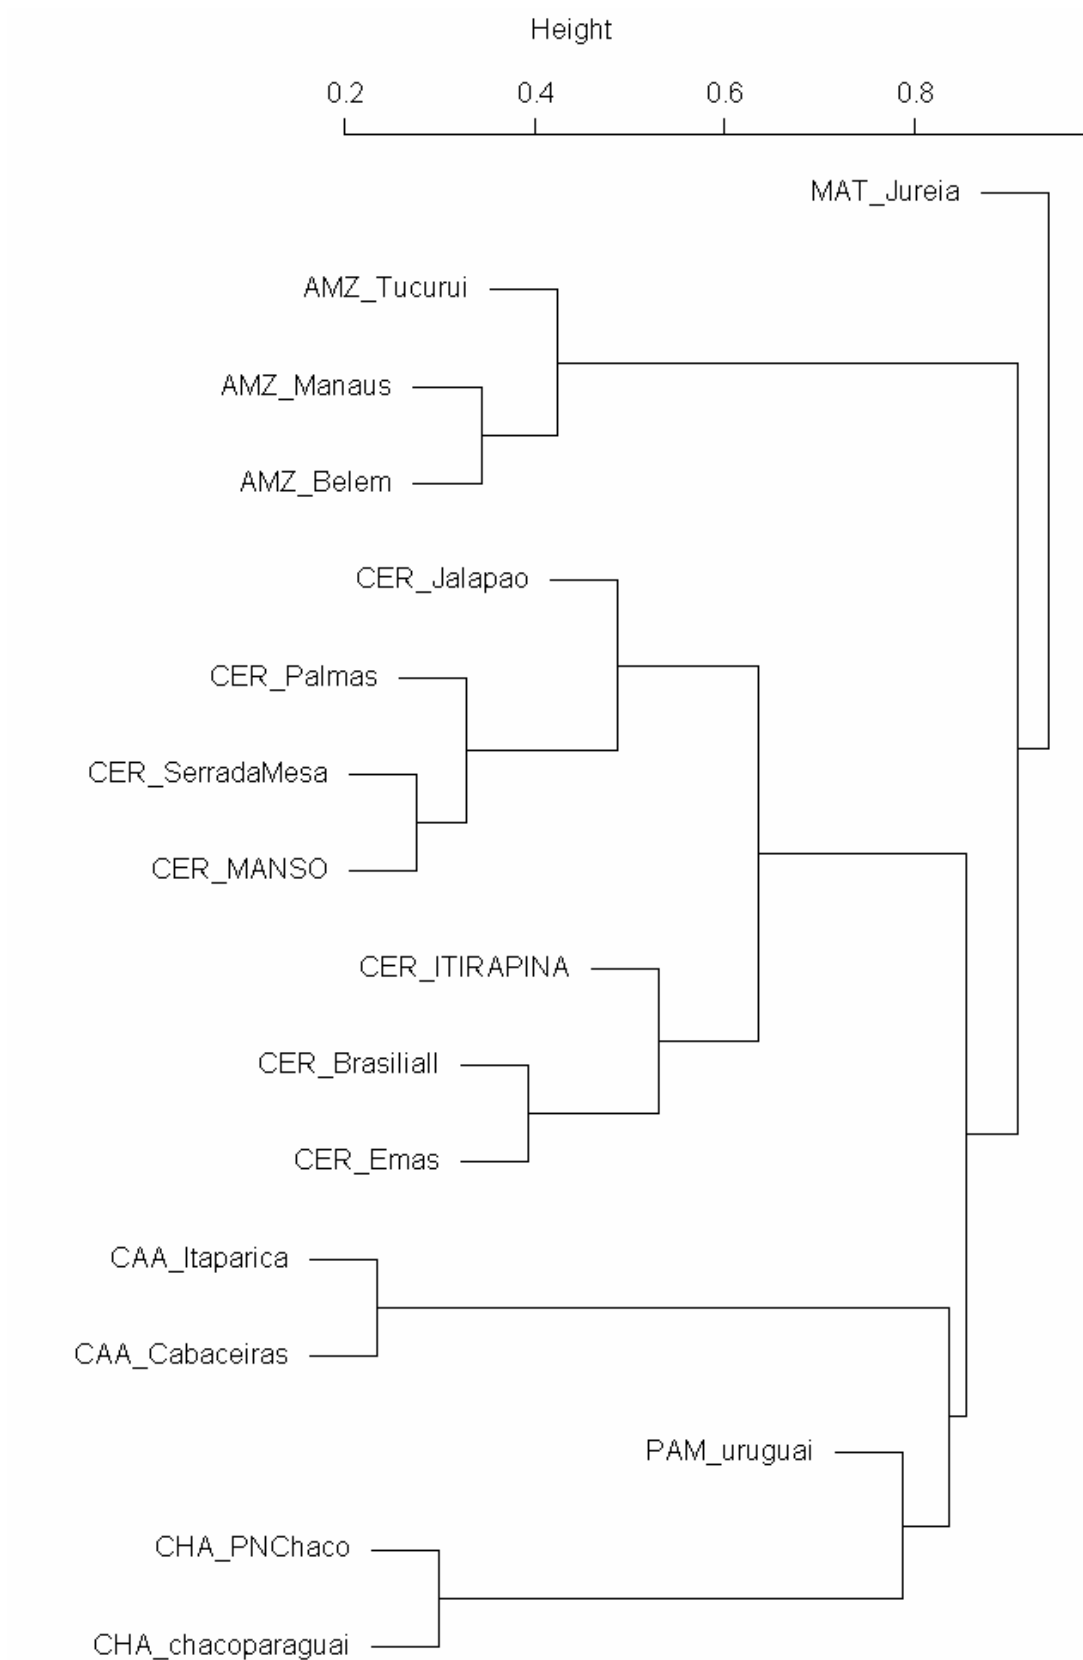 Height
0.2 0.4 0.6 0.8
MAT_Jureia
AMZ_Tucurui
AMZ_Manaus
AMZ_Belem
CER_Jalapao
CER_Palmas
CER_SerradaMesa
CER_MANSO
CER_ITIRAPINA
CER_Brasiliall
CER_Emas
CAA_Itaparica
CAA_Cabaceiras
PAM_uruguai
CHA_PNChaco
CHA_chacoparaguai